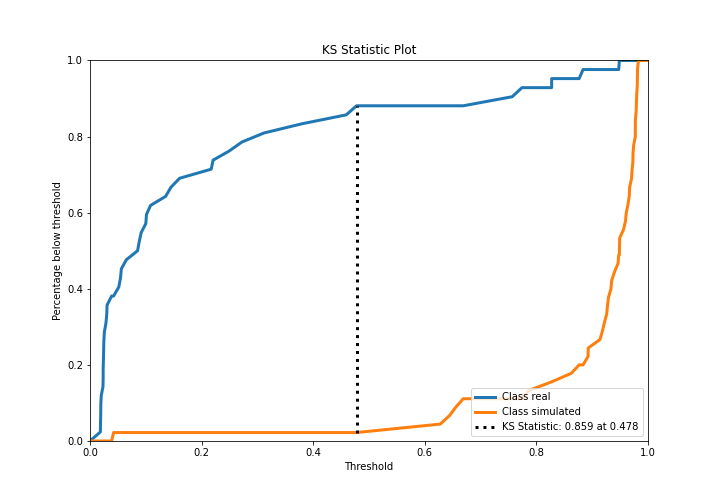 KS Statistic Plot
1.0
0.8
0.6
0.4
0.2
0.0
Percentage below threshold
Class real
Class simulated
KS Statistic: 0.859 at 0.478
0.0 0.2 0.4 0.6 0.8 1.0
Threshold